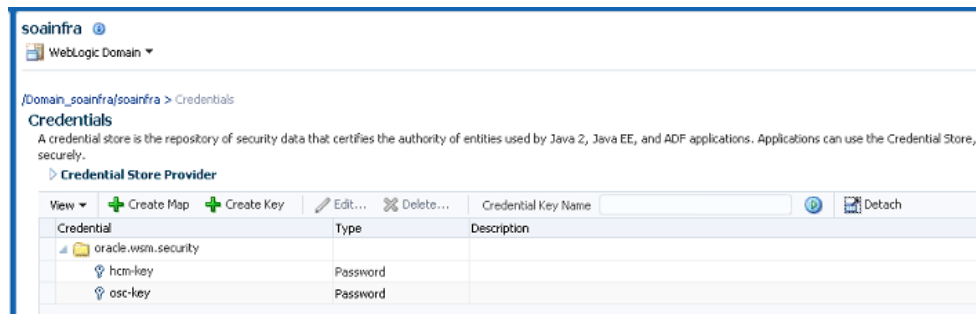 soainfra
WebLogic Domain
/Domain_soainfra/soainfra > Credentials
Credentials
A credential store is the repository of security data that certifies the authority of entities used by Java 2, Java EE, and ADF applications. Applications can use the Credential Store,
securely.
Credential Store Provider
View Create Map Create Key Edit... Delete... Credential Key Name Detach
Credential Type Description
oracle.wsm.security
hcm-key Password
osc-key Password